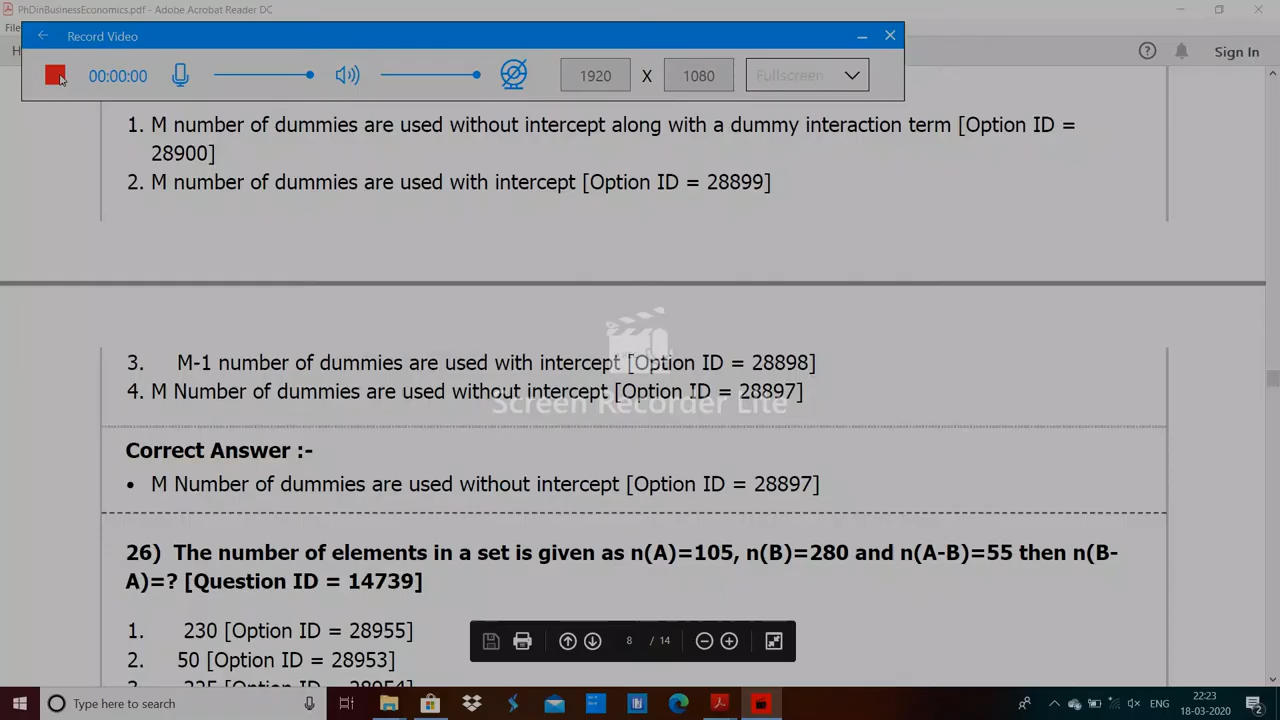 PhDinBusinessEconomics.pdf - Adobe Acrobat Reader DC
Record Video
00:00:00
1920 X 1080 Fullscreen
Sign In
1. M number of dummies are used without intercept along with a dummy interaction term [Option ID =
28900]
2. M number of dummies are used with intercept [Option ID = 28899]
3. M-1 number of dummies are used with intercept [Option ID = 28898]
4. M Number of dummies are used without intercept [Option ID = 28897]
Screen Recorder Lite
Correct Answer :-
• M Number of dummies are used without intercept [Option ID = 28897]
26) The number of elements in a set is given as n(A)=105, n(B)=280 and n(A-B)=55 then n(B-
A)=? [Question ID = 14739]
1. 230 [Option ID = 28955]
2. 50 [Option ID = 28953]
8 / 14
Type here to search
ENG
22:23
18-03-2020
2